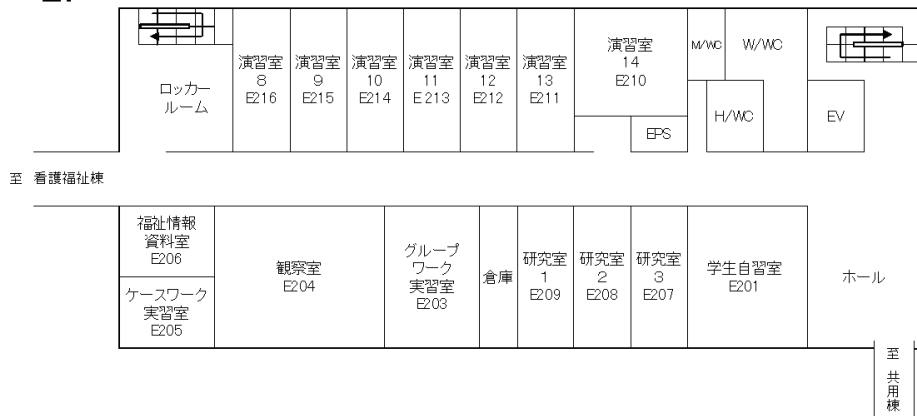 ロッカー
ルーム
演習室
8
E216
演習室
9
E215
演習室
10
E214
演習室
11
E213
演習室
12
E212
演習室
13
E211
演習室
14
E210
EPS
M/WC
W/WC
H/WC
EV
至 看護福祉棟
福祉情報
資料室
E206
ケースワーク
実習室
E205
観察室
E204
グループ
ワーク
実習室
E203
倉庫
研究室
1
E209
研究室
2
E208
研究室
3
E207
学生自習室
E201
ホール
至 共用棟